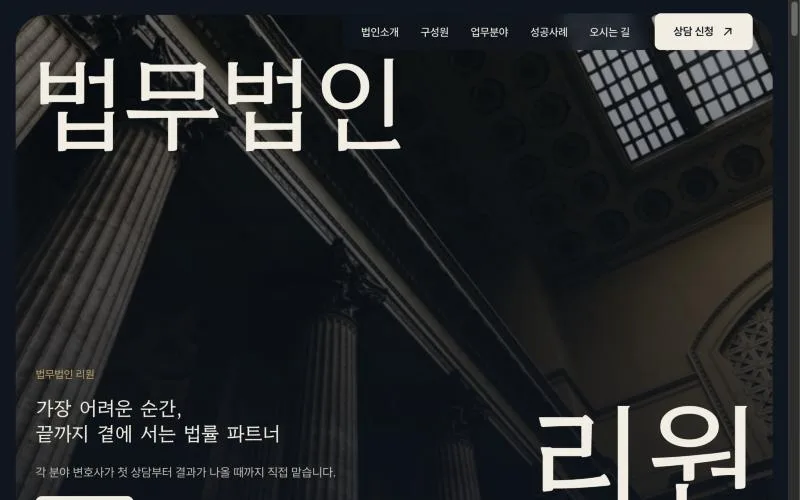 법인소개 구성원 업무분야 성공사례 오시는 길 상담 신청
법무법인
법무법인 리원
가장 어려운 순간,
끝까지 곁에 서는 법률 파트너
각 분야 변호사가 첫 상담부터 결과가 나올 때까지 직접 맡습니다.
리원